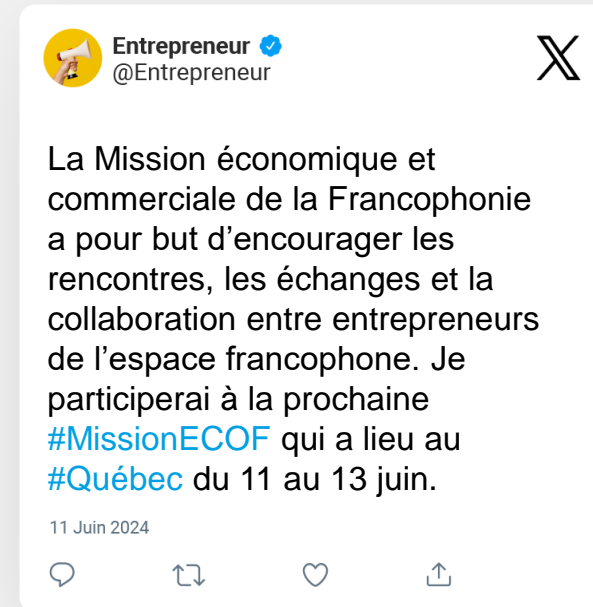 Entrepreneur
@Entrepreneur
La Mission économique et
commerciale de la Francophonie
a pour but d’encourager les
rencontres, les échanges et la
collaboration entre entrepreneurs
de l’espace francophone. Je
participerai à la prochaine
#MissionECOF qui a lieu au
#Québec du 11 au 13 juin.
11 Juin 2024